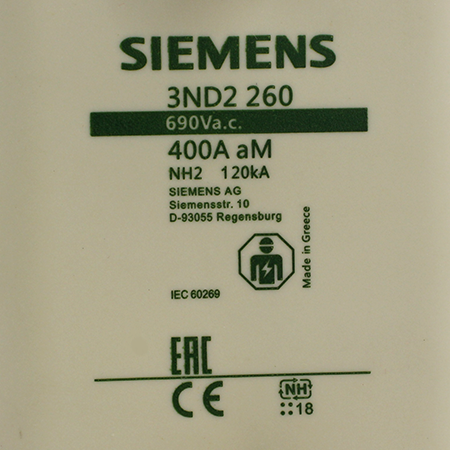 SIEMENS
3ND2 260
690Va.c.
400A aM
NH2 120kA
SIEMENS AG
Siemensstr. 10
D-93055 Regensburg
Made in Greece
IEC 60269
EAC
CE
NH
18